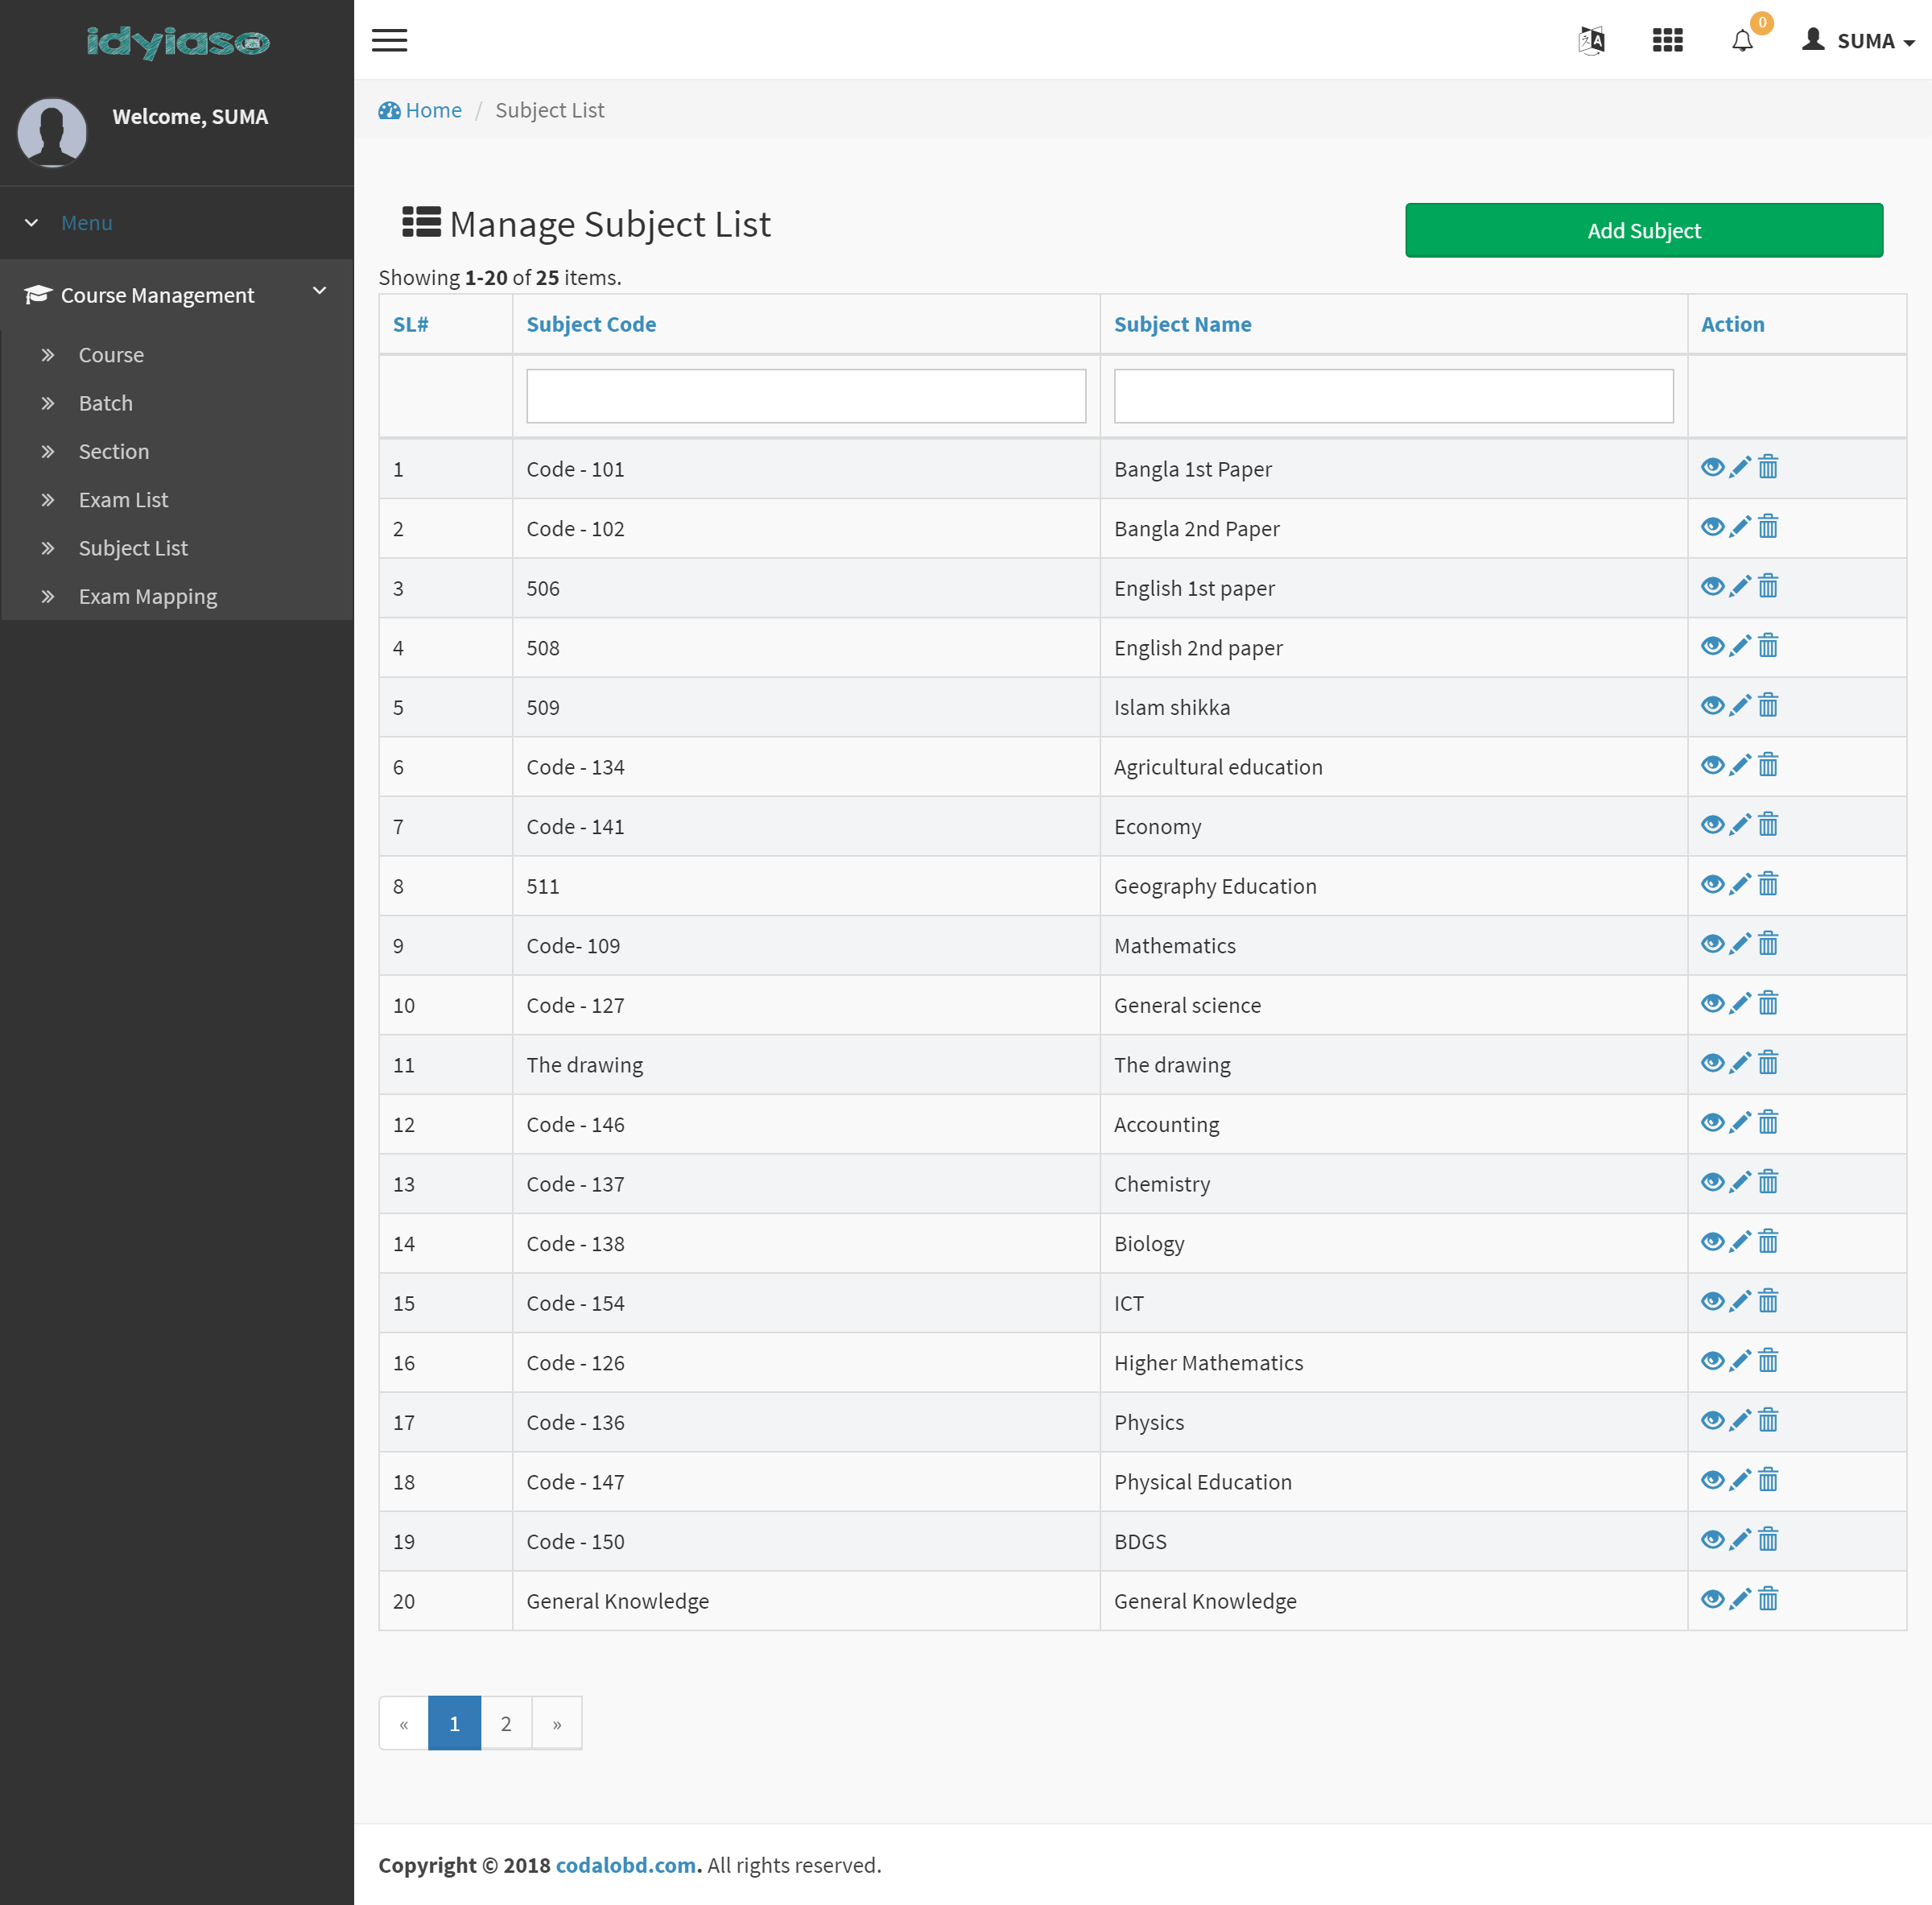 idyiaso
Welcome, SUMA
Menu
Course Management
Course
Batch
Section
Exam List
Subject List
Exam Mapping
0
SUMA
Home / Subject List
Manage Subject List
Add Subject
Showing 1-20 of 25 items.
SL# Subject Code Subject Name Action
1 Code - 101 Bangla 1st Paper
2 Code - 102 Bangla 2nd Paper
3 506 English 1st paper
4 508 English 2nd paper
5 509 Islam shikka
6 Code - 134 Agricultural education
7 Code - 141 Economy
8 511 Geography Education
9 Code- 109 Mathematics
10 Code - 127 General science
11 The drawing The drawing
12 Code - 146 Accounting
13 Code - 137 Chemistry
14 Code - 138 Biology
15 Code - 154 ICT
16 Code - 126 Higher Mathematics
17 Code - 136 Physics
18 Code - 147 Physical Education
19 Code - 150 BDGS
20 General Knowledge General Knowledge
« 1 2 »
Copyright © 2018 codalobd.com. All rights reserved.